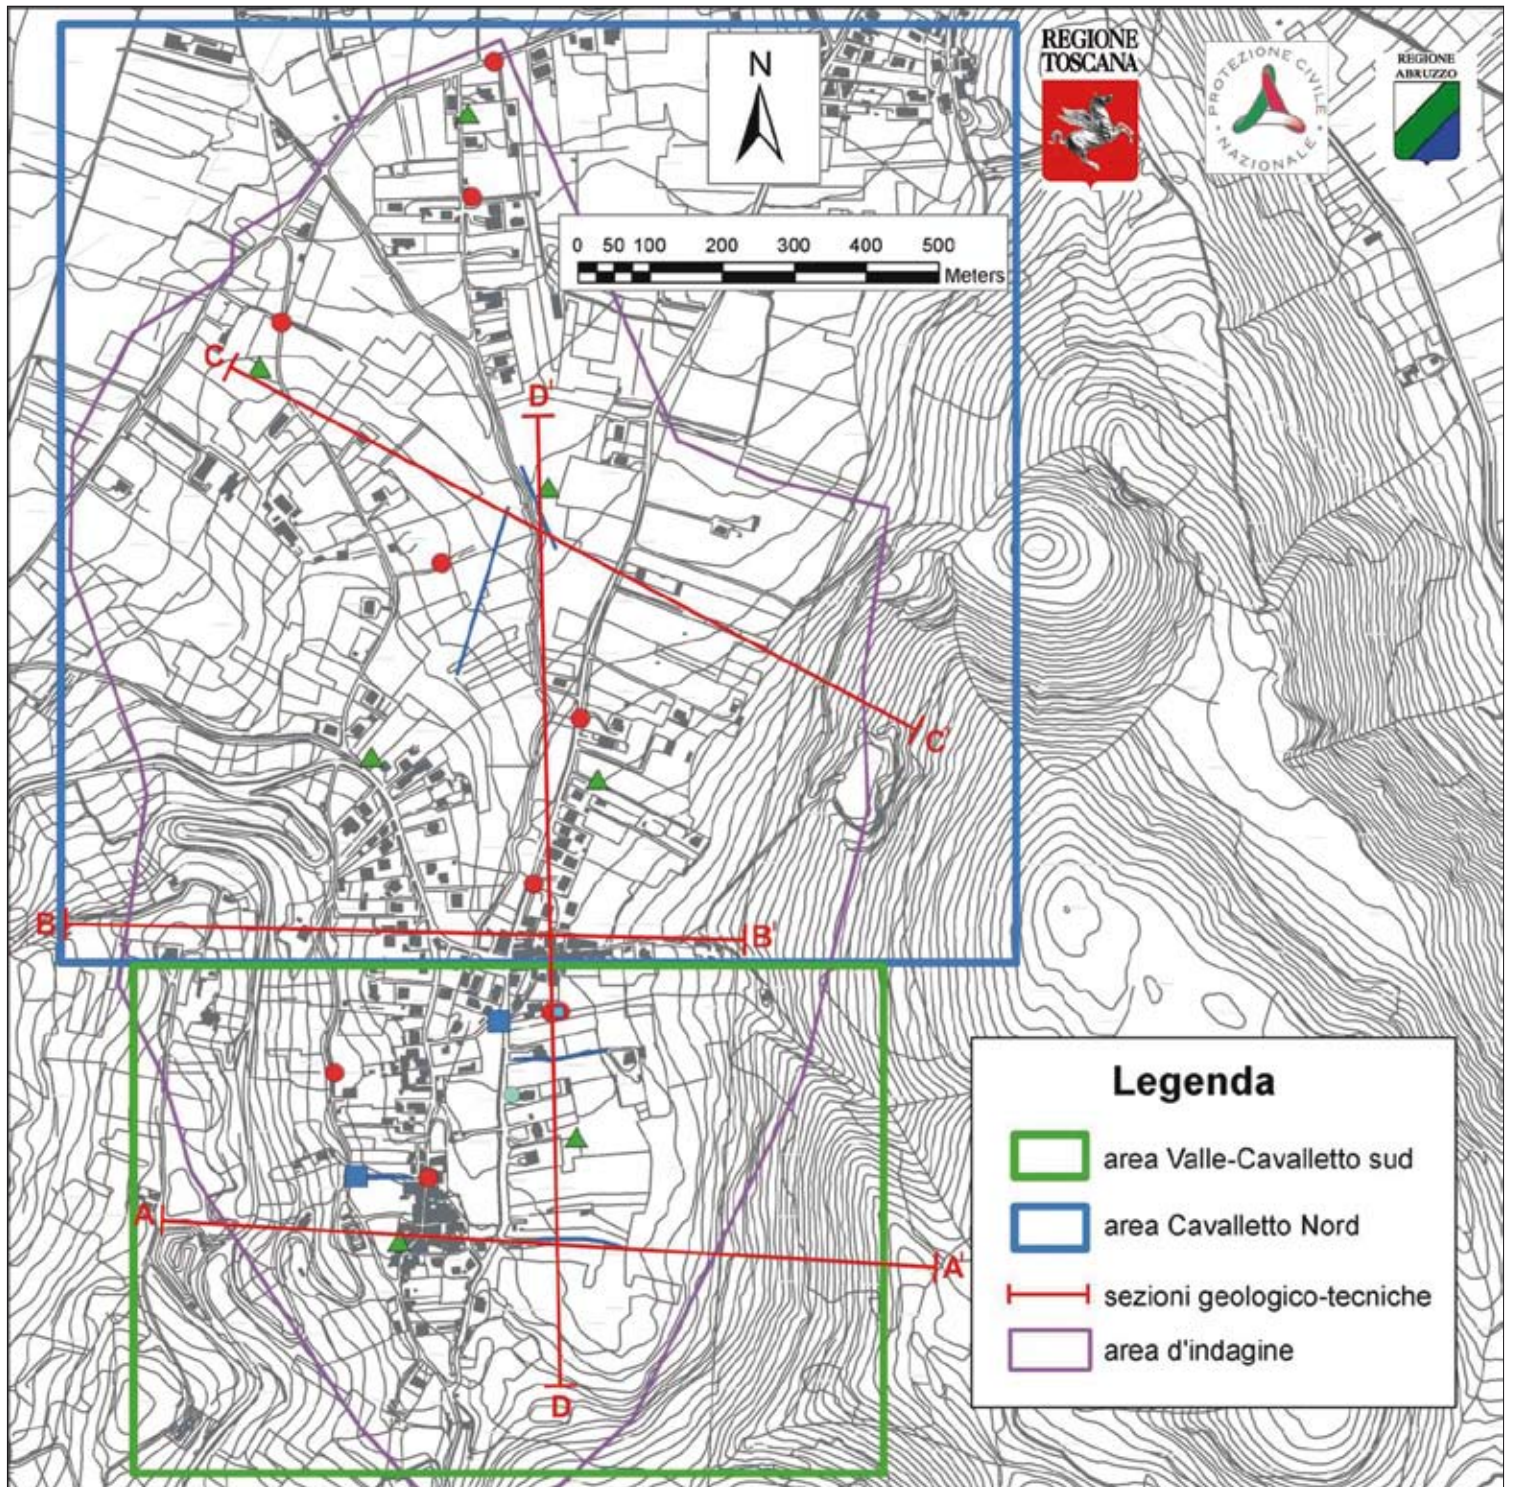 REGIONE
TOSCANA
PROTEZIONE CIVILE
NAZIONALE
REGIONE
ABRUZZO
N
0 50 100 200 300 400 500
Meters
C
D'
C'
B
B'
A
A'
D
Legenda
area Valle-Cavalletto sud
area Cavalletto Nord
sezioni geologico-tecniche
area d'indagine